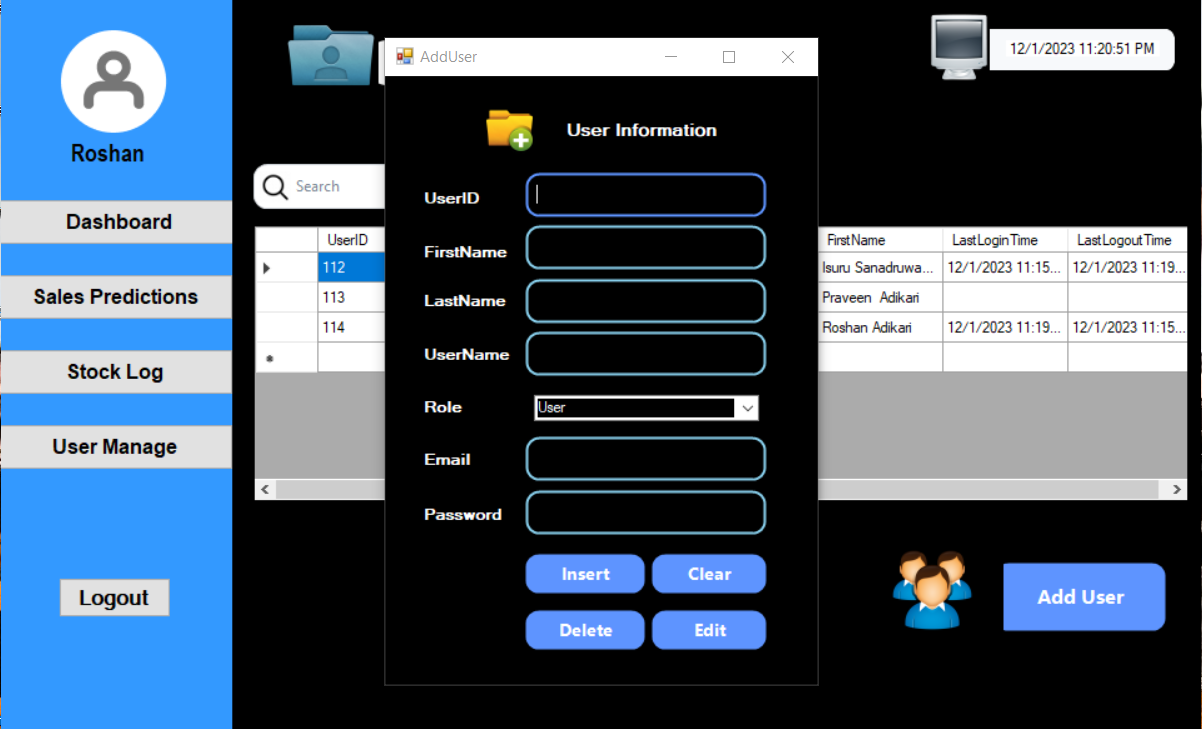 Roshan
Dashboard
Sales Predictions
Stock Log
User Manage
Logout
12/1/2023 11:20:51 PM
Search
UserID
112
113
114
AddUser
User Information
UserID
FirstName
LastName
UserName
Role
User
Email
Password
Insert Clear
Delete Edit
FirstName LastLoginTime LastLogoutTime
Isuru Sanadruwa... 12/1/2023 11:15... 12/1/2023 11:19...
Praveen Adikari
Roshan Adikari 12/1/2023 11:19... 12/1/2023 11:15...
Add User